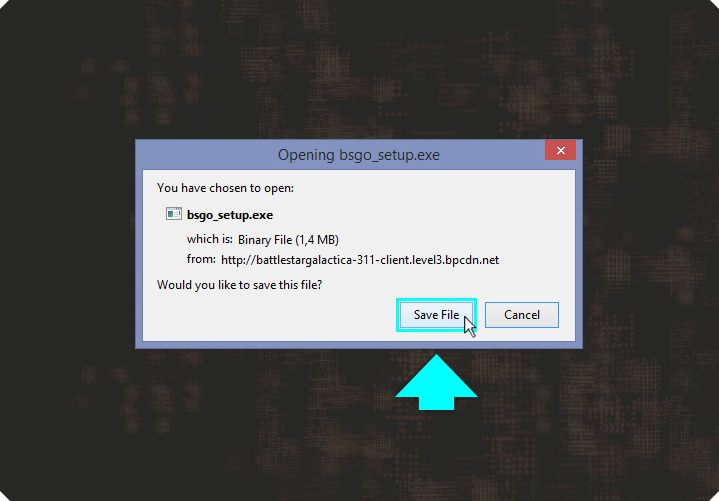 Opening bsgo_setup.exe
You have chosen to open:
bsgo_setup.exe
which is: Binary File (1,4 MB)
from: http://battlestargalactica-311-client.level3.bpcdn.net
Would you like to save this file?
Save File
Cancel